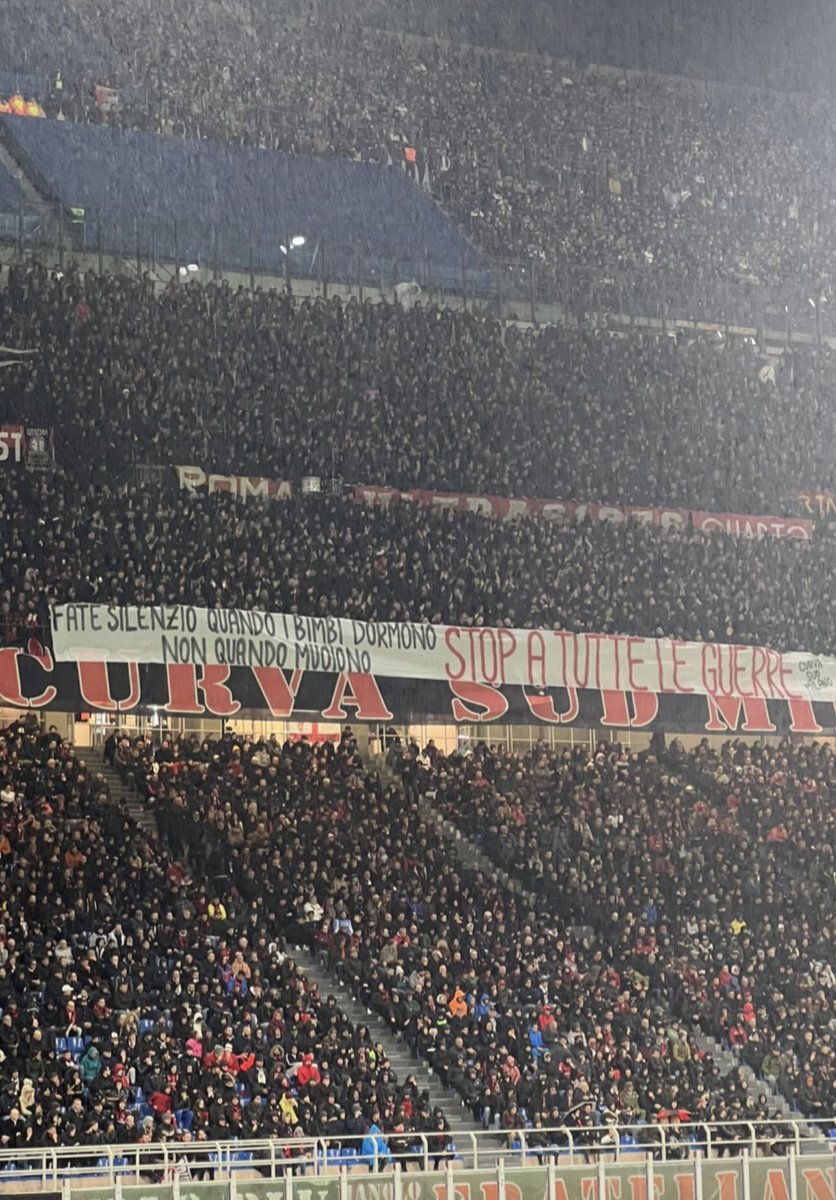 ST
ROMA
QUARTO
FATE SILENZIO QUANDO I BIMBI DORMONO
NON QUANDO MUOIONO
STOP A TUTTE LE GUERRE
CURVA
SUD
MILANO
CURVA SUD MI